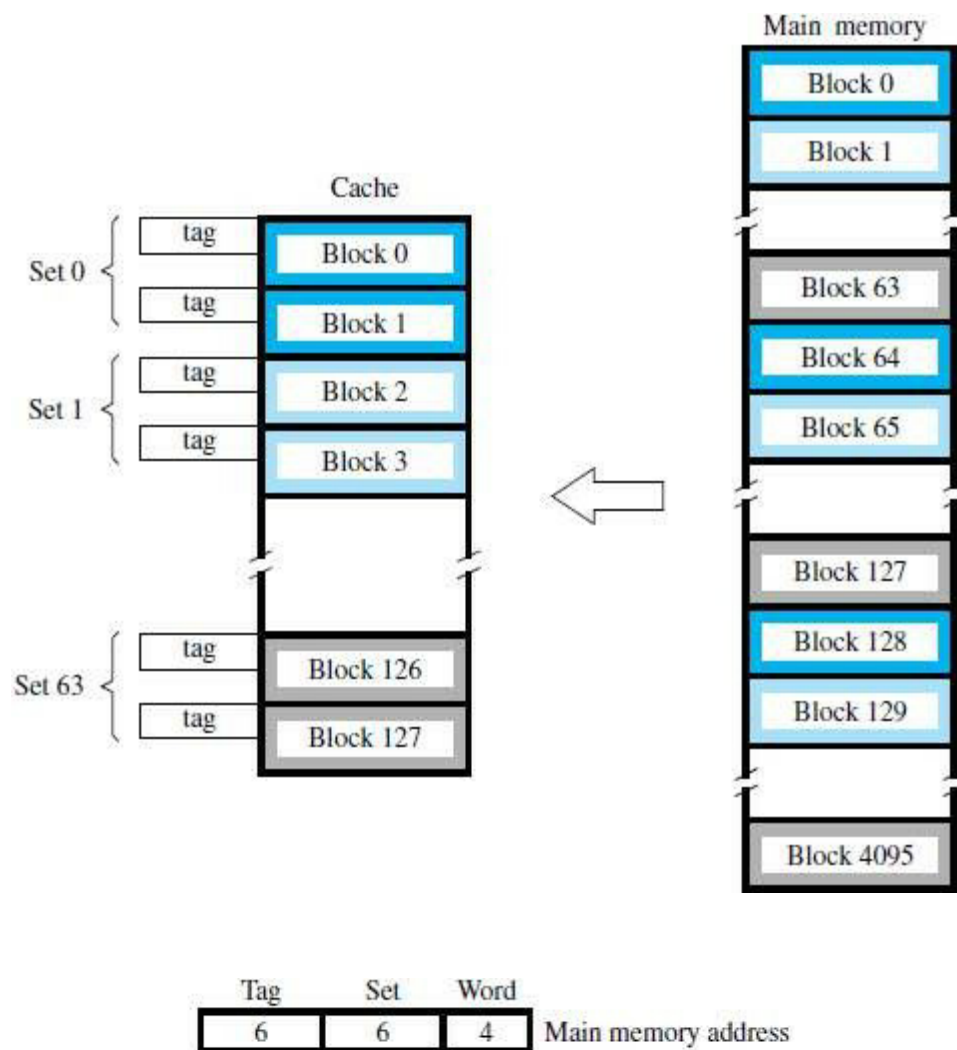 Main memory
Block 0
Block 1
Block 63
Block 64
Block 65
Block 127
Block 128
Block 129
Block 4095
Cache
Set 0
tag
Block 0
tag
Block 1
Set 1
tag
Block 2
tag
Block 3
Set 63
tag
Block 126
tag
Block 127
Tag Set Word
6 6 4 Main memory address